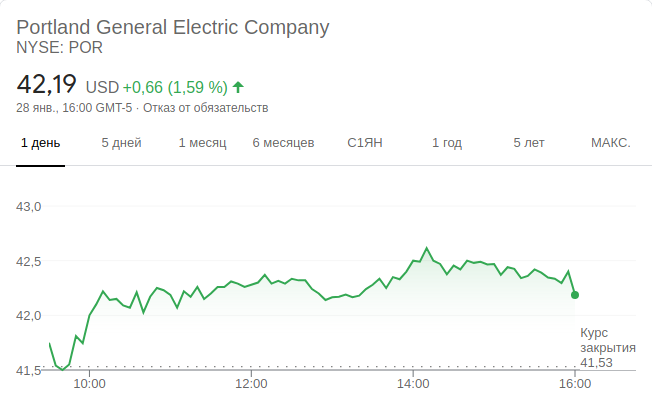 Portland General Electric Company
NYSE: POR
42,19 USD +0,66 (1,59 %)
28 янв., 16:00 GMT-5 · Отказ от обязательств
1 день 5 дней 1 месяц 6 месяцев С1ЯН 1 год 5 лет МАКС.
43,0
42,5
42,0
Курс
закрытия
41,53
41,5
10:00 12:00 14:00 16:00